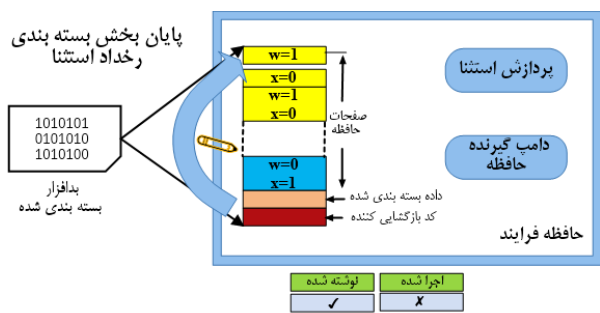 پایان بخش بسته بندی
رخداد استثنا
1010101
0101010
1010100
بدافزار
بسته بندی شده
w=1
x=0
w=1
x=0
w=0
x=1
صفحات
حافظه
داده بسته بندی شده
کد بازگشایی کننده
پردازش استثنا
دامپ گیرنده
حافظه
حافظه فرایند
نوشته شده
اجرا شده
✓
✗